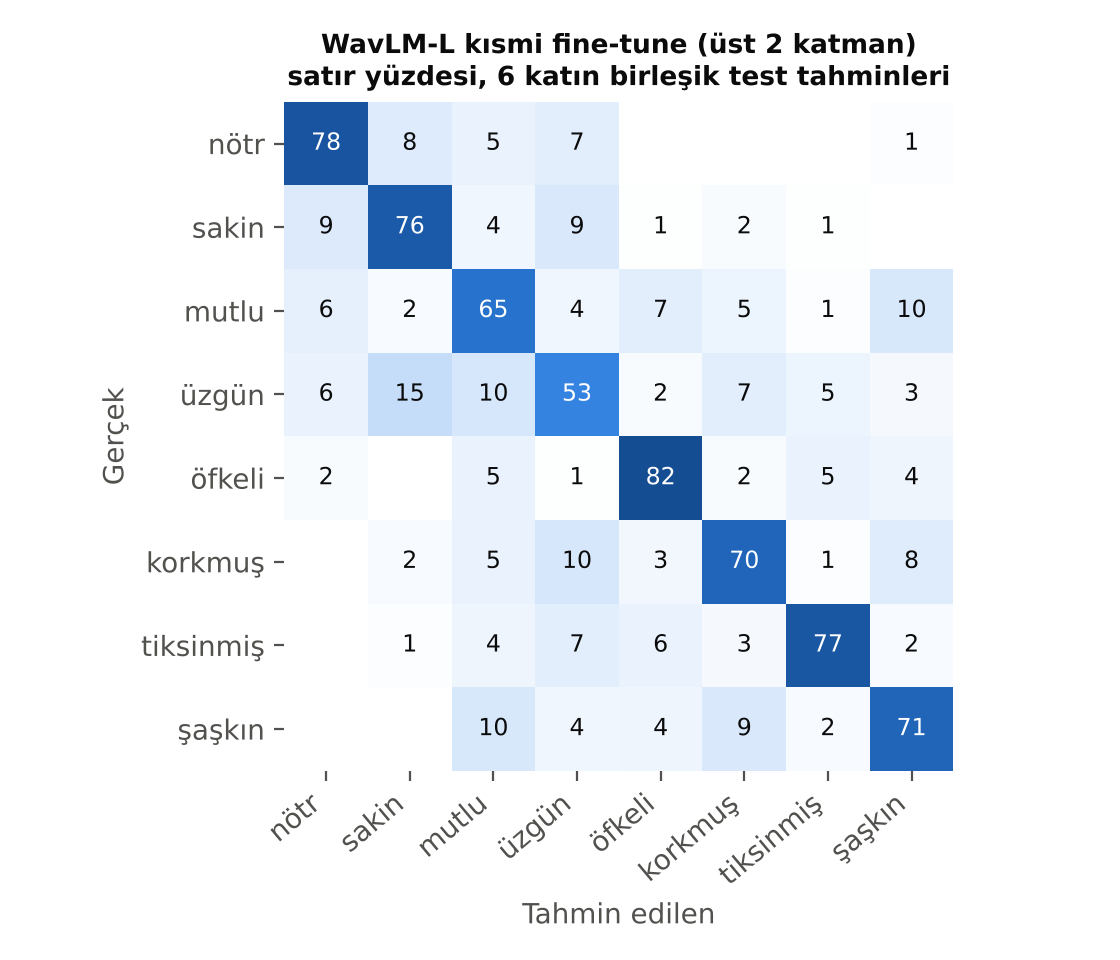 WavLM-L kısmi fine-tune (üst 2 katman)
satır yüzdesi, 6 katın birleşik test tahminleri
Gerçek
nötr 78 8 5 7 1
sakin 9 76 4 9 1 2 1
mutlu 6 2 65 4 7 5 1 10
üzgün 6 15 10 53 2 7 5 3
öfkeli 2 5 1 82 2 5 4
korkmuş 2 5 10 3 70 1 8
tiksinmiş 1 4 7 6 3 77 2
şaşkın 10 4 4 9 2 71
nötr sakin mutlu üzgün öfkeli korkmuş tiksinmiş şaşkın
Tahmin edilen